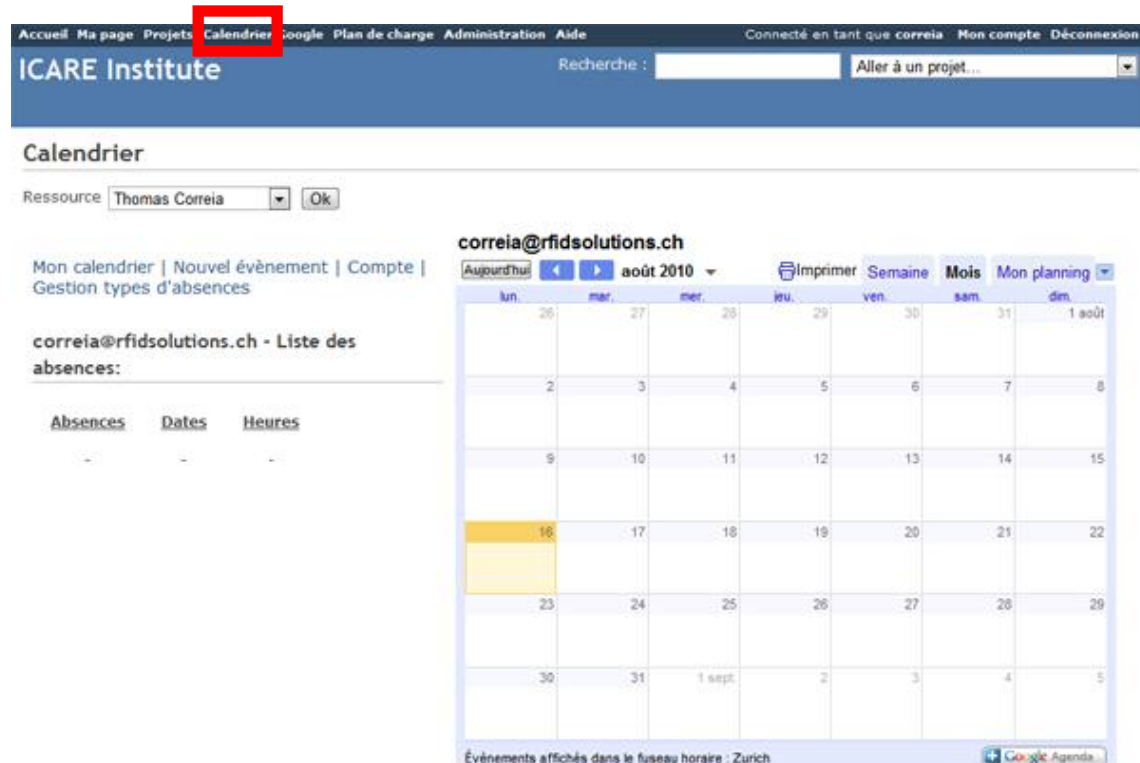 Accueil Ma page Projets Calendrier Google Plan de charge Administration Aide Connecté en tant que correia Mon compte Déconnexion
ICARE Institute Recherche : Aller à un projet...
Calendrier
Ressource Thomas Correia Ok
correia@rfidsolutions.ch
Mon calendrier | Nouvel évènement | Compte |
Gestion types d'absences
Aujourd'hui août 2010 Imprimer Semaine Mois Mon planning
correia@rfidsolutions.ch - Liste des
absences:
Absences Dates Heures
- - -
lun. mar. mer. jeu. ven. sam. dim.
26 27 28 29 30 31 1 août
2 3 4 5 6 7 8
9 10 11 12 13 14 15
16 17 18 19 20 21 22
23 24 25 26 27 28 29
30 31 1 sept. 2 3 4 5
Évènements affichés dans le fuseau horaire : Zurich Google Agenda